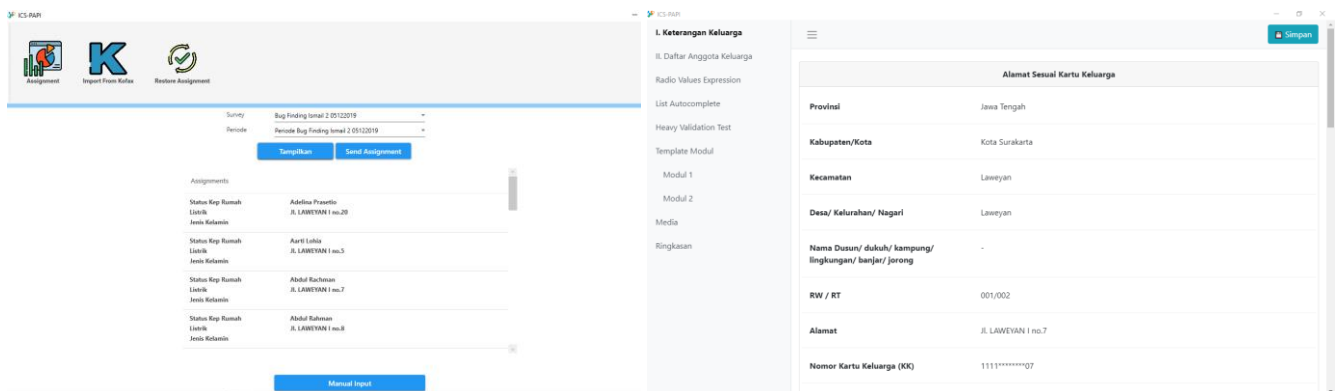 ICS-PAPI
Assignment
Import From Kofax
Restore Assignment
Survey
Bug Finding Ismail 2 05122019
Periode
Periode Bug Finding Ismail 2 05122019
Tampilkan
Send Assignment
Assignments
Status Kep Rumah Adelina Prasetio
Listrik Jl. LAWEYAN I no.20
Jenis Kelamin
Status Kep Rumah Aarti Lohia
Listrik Jl. LAWEYAN I no.5
Jenis Kelamin
Status Kep Rumah Abdul Rachman
Listrik Jl. LAWEYAN I no.7
Jenis Kelamin
Status Kep Rumah Abdul Rahman
Listrik Jl. LAWEYAN I no.8
Jenis Kelamin
Manual Input
ICS-PAPI
I. Keterangan Keluarga
II. Daftar Anggota Keluarga
Radio Values Expression
List Autocomplete
Heavy Validation Test
Template Modul
Modul 1
Modul 2
Media
Ringkasan
Simpan
Alamat Sesuai Kartu Keluarga
Provinsi Jawa Tengah
Kabupaten/Kota Kota Surakarta
Kecamatan Laweyan
Desa/ Kelurahan/ Nagari Laweyan
Nama Dusun/ dukuh/ kampung/ -
lingkungan/ banjar/ jorong
RW / RT 001/002
Alamat Jl. LAWEYAN I no.7
Nomor Kartu Keluarga (KK) 1111********07